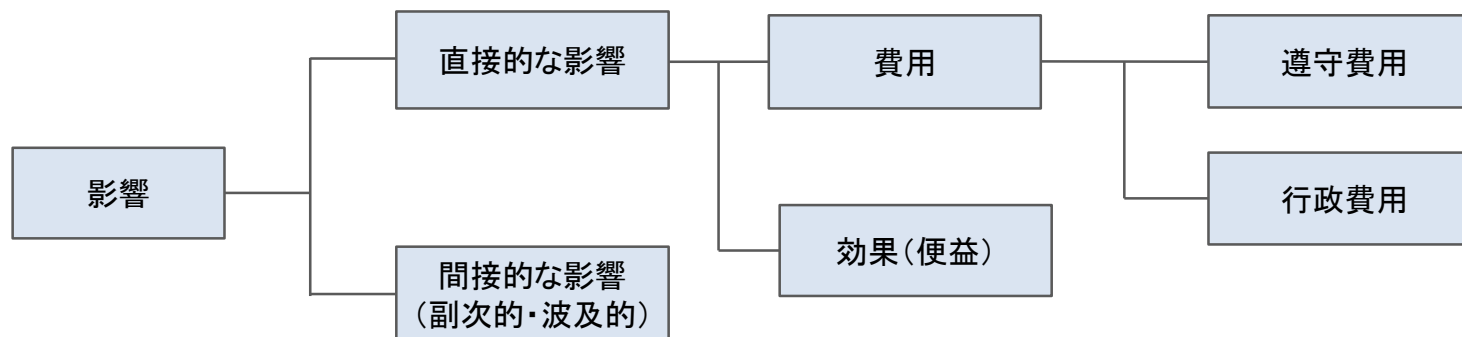 直接的な影響
費用
遵守費用
影響
行政費用
効果(便益)
間接的な影響
(副次的・波及的)